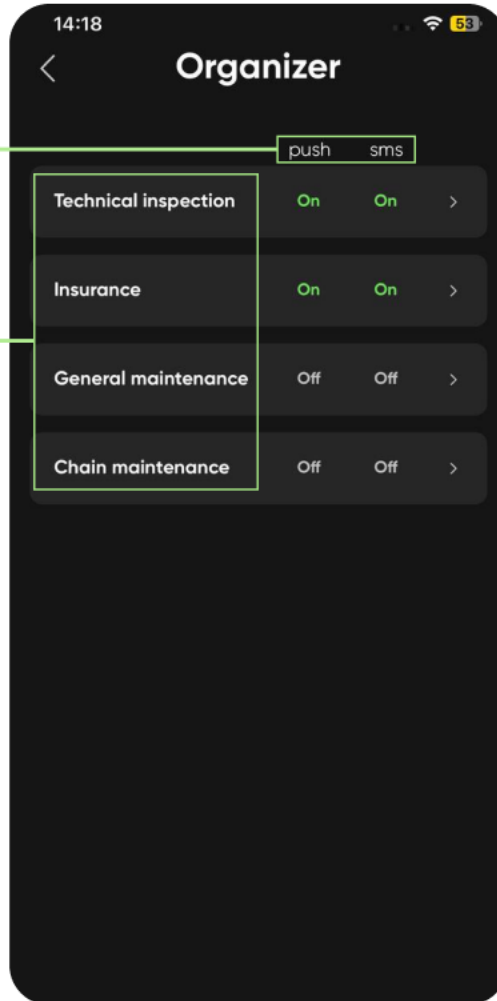 14:18
53
Organizer
push sms
Technical inspection On On
Insurance On On
General maintenance Off Off
Chain maintenance Off Off